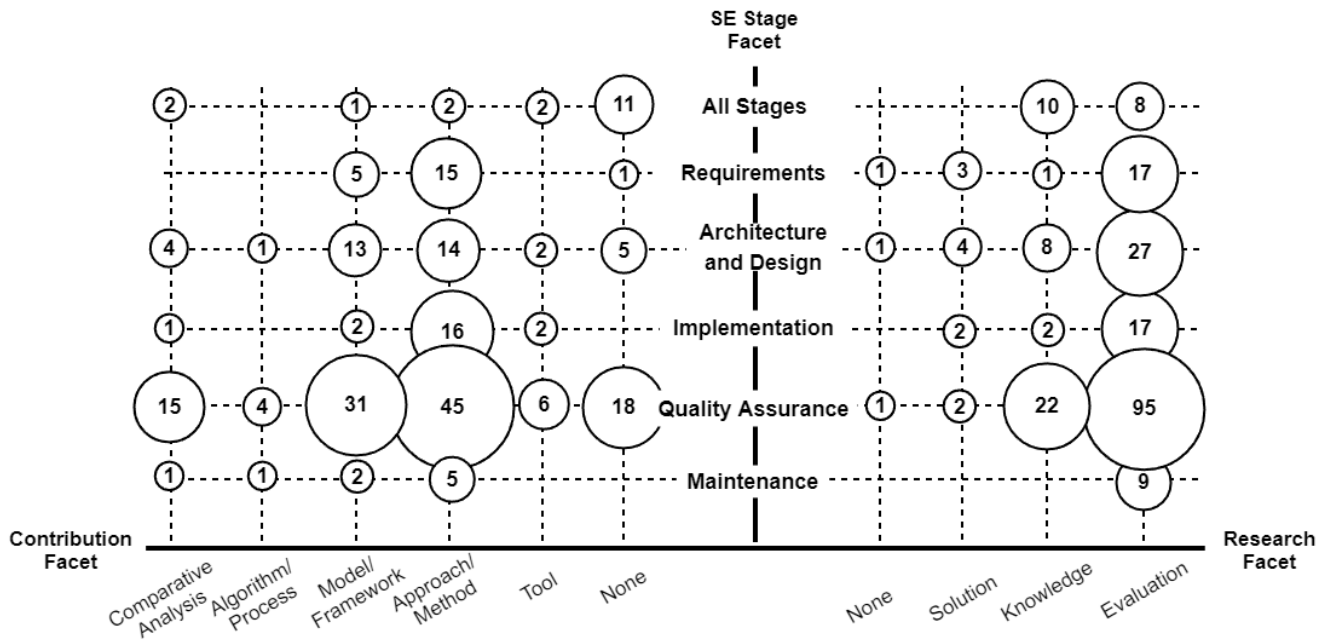 SE Stage
Facet
2 1 2 2 11 All Stages 10 8
5 15 1 Requirements 1 3 1 17
4 1 13 14 2 5 Architecture
and Design 1 4 8 27
1 2 16 2 Implementation 2 2 17
15 4 31 45 6 18 Quality Assurance 1 2 22 95
1 1 2 5 Maintenance 9
Contribution
Facet
Comparative
Analysis
Algorithm/
Process
Model/
Framework
Approach/
Method
Tool
None
None
Solution
Knowledge
Evaluation
Research
Facet